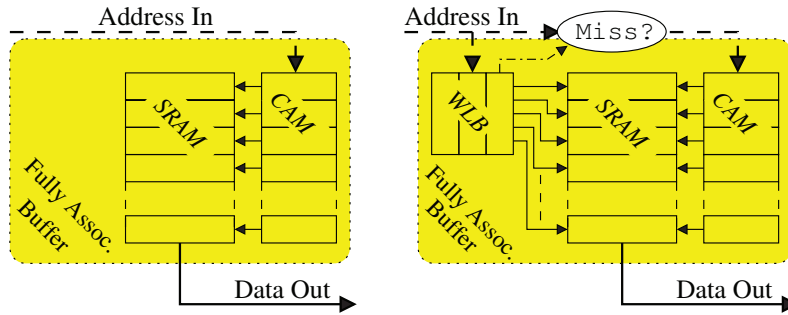 Address In
SRAM
CAM
Fully Assoc.
Buffer
Data Out
Address In
Miss?
WLB
SRAM
CAM
Fully Assoc.
Buffer
Data Out